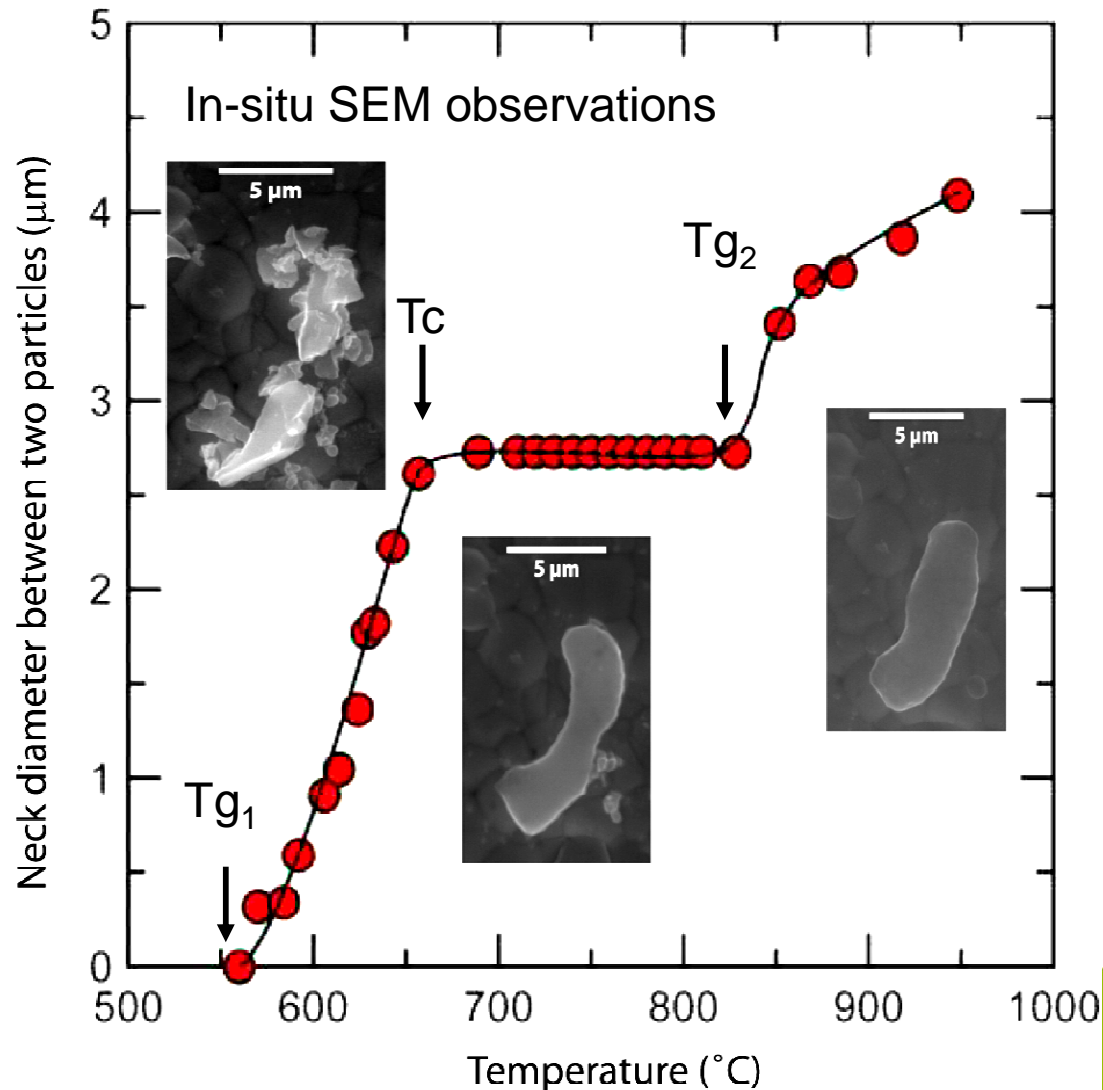 In-situ SEM observations
5 µm
Tc
Tg₂
5 µm
5 µm
Tg₁
Neck diameter between two particles (µm)
5
4
3
2
1
0
500 600 700 800 900 1000
Temperature (˚C)